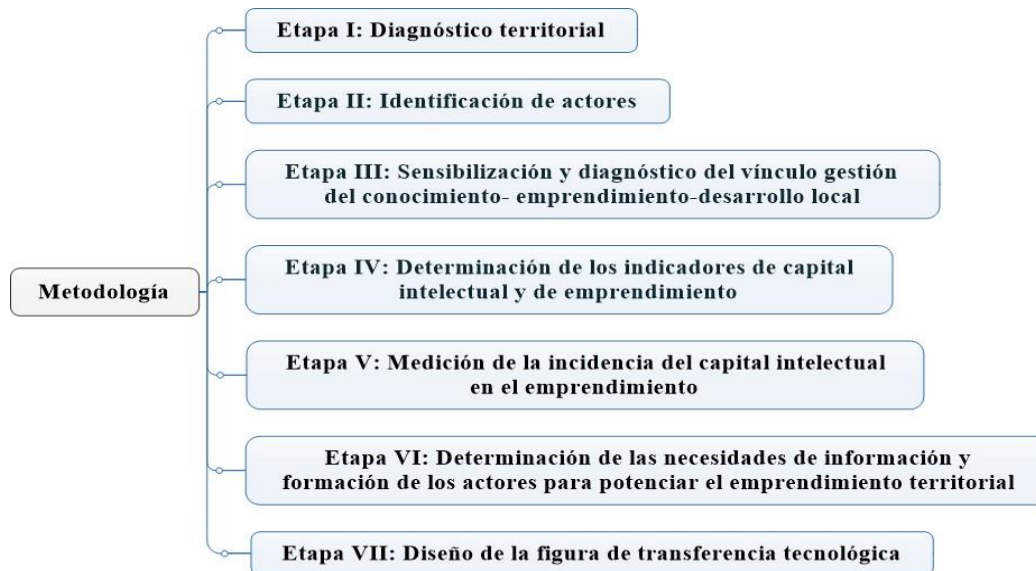 Etapa I: Diagnóstico territorial
Etapa II: Identificación de actores
Etapa III: Sensibilización y diagnóstico del vínculo gestión
del conocimiento- emprendimiento-desarrollo local
Etapa IV: Determinación de los indicadores de capital
intelectual y de emprendimiento
Metodología
Etapa V: Medición de la incidencia del capital intelectual
en el emprendimiento
Etapa VI: Determinación de las necesidades de información y
formación de los actores para potenciar el emprendimiento territorial
Etapa VII: Diseño de la figura de transferencia tecnológica